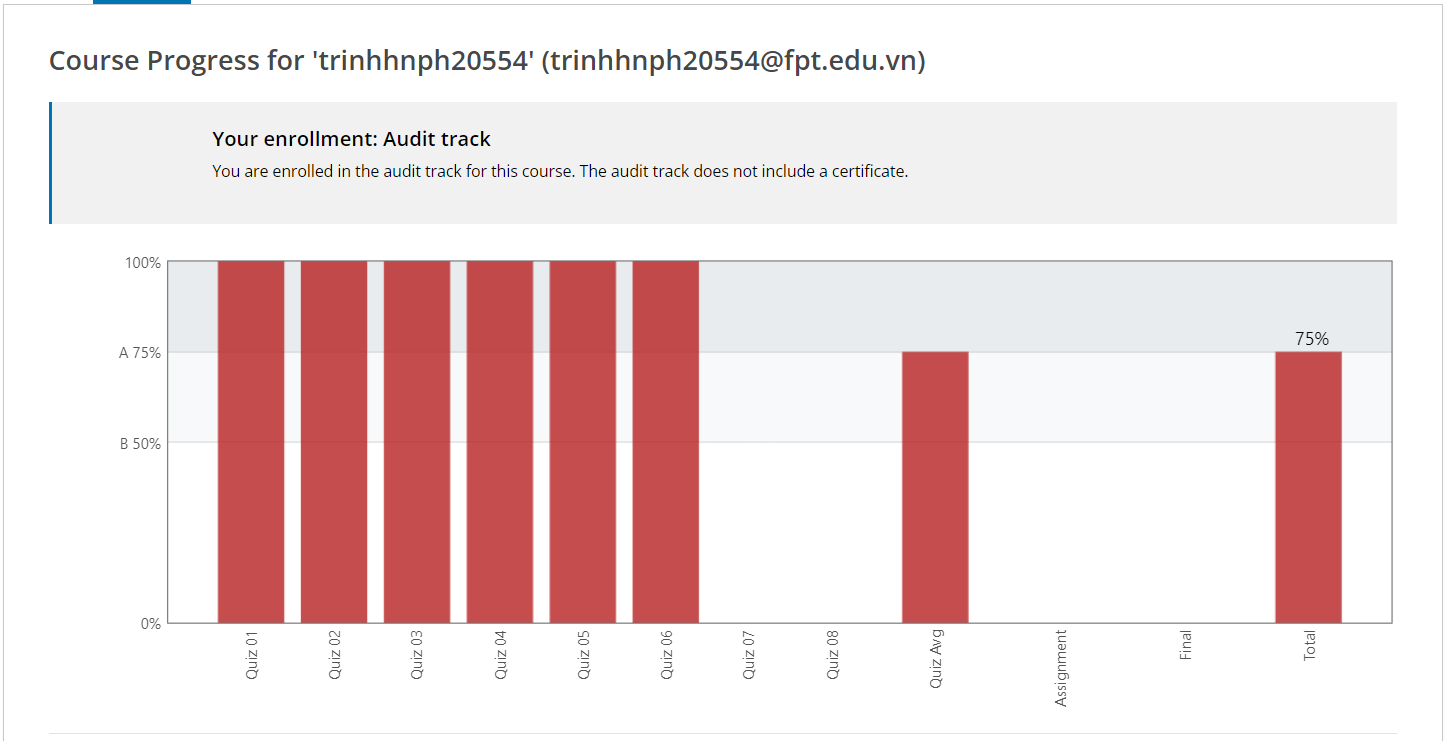 Course Progress for 'trinhhnph20554' (trinhhnph20554@fpt.edu.vn)
Your enrollment: Audit track
You are enrolled in the audit track for this course. The audit track does not include a certificate.
100%
A 75%
B 50%
0%
75%
Quiz 01
Quiz 02
Quiz 03
Quiz 04
Quiz 05
Quiz 06
Quiz 07
Quiz 08
Quiz Avg
Assignment
Final
Total